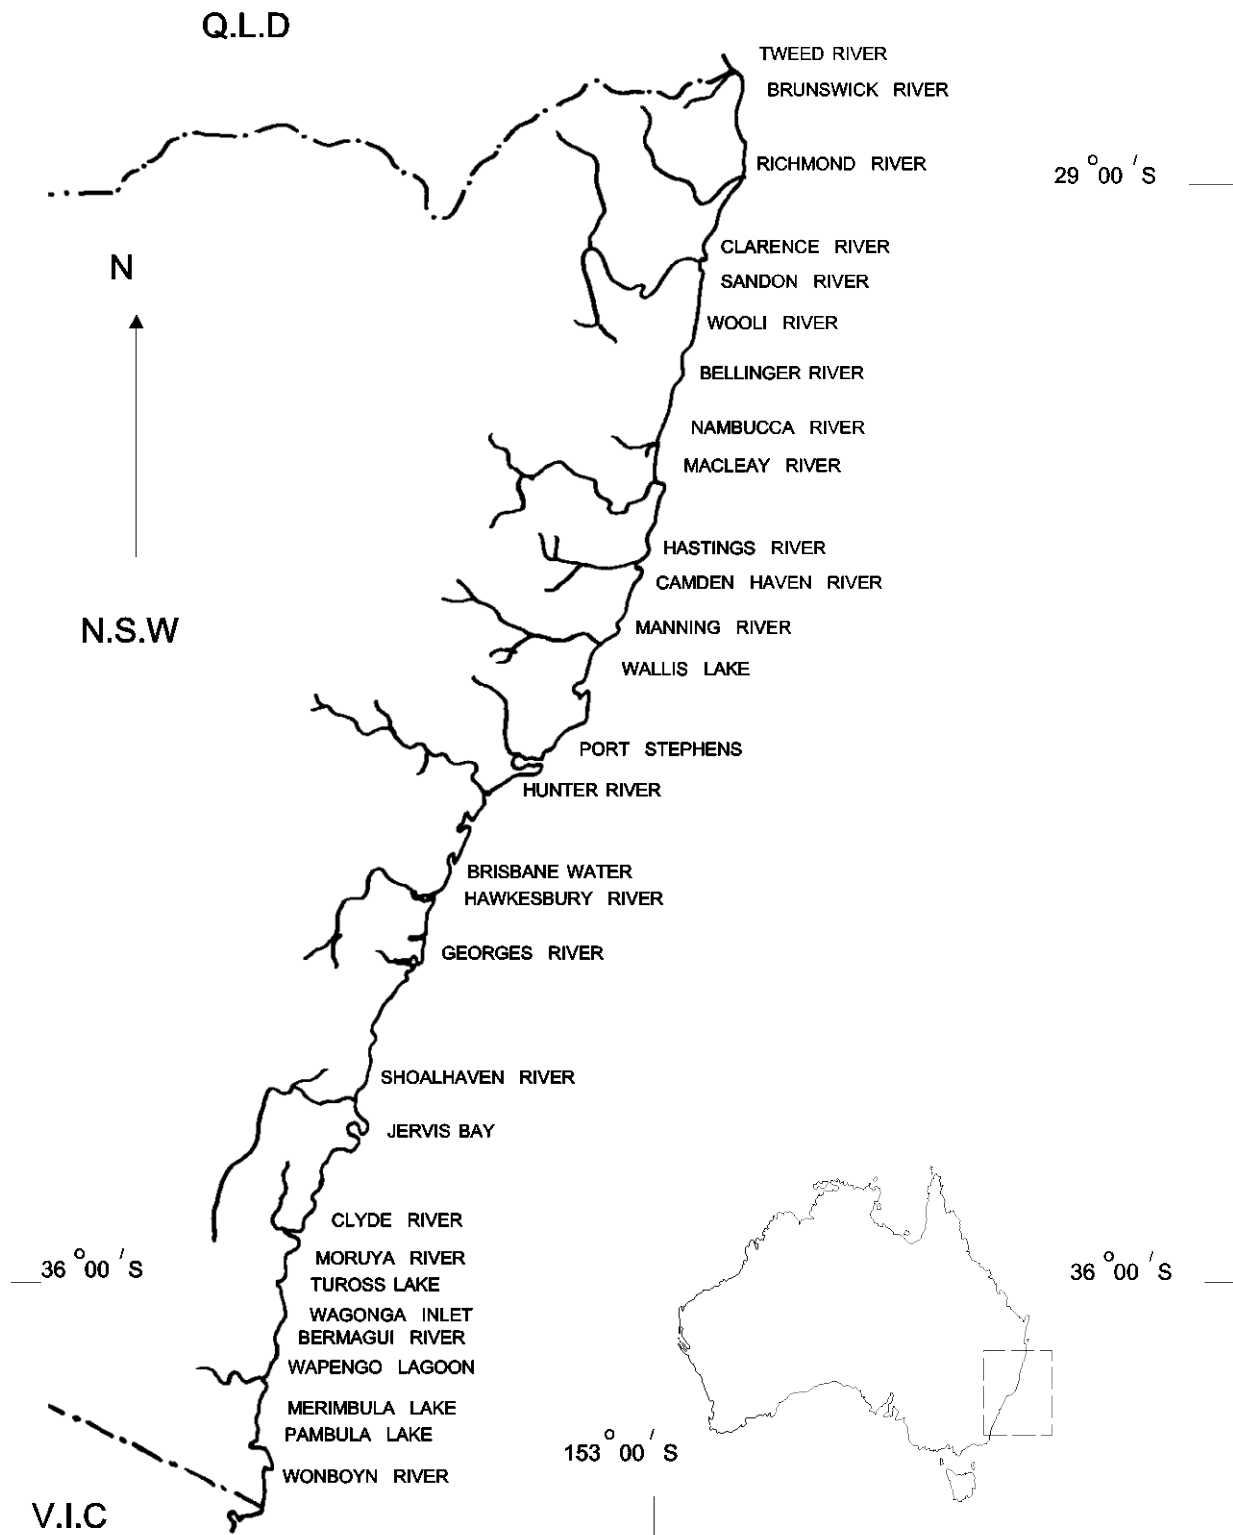 Q.L.D
TWEED RIVER
BRUNSWICK RIVER
RICHMOND RIVER
29°00'S
CLARENCE RIVER
N
SANDON RIVER
WOOLI RIVER
BELLINGER RIVER
NAMBUCCA RIVER
MACLEAY RIVER
HASTINGS RIVER
CAMDEN HAVEN RIVER
N.S.W
MANNING RIVER
WALLIS LAKE
PORT STEPHENS
HUNTER RIVER
BRISBANE WATER
HAWKESBURY RIVER
GEORGES RIVER
SHOALHAVEN RIVER
JERVIS BAY
CLYDE RIVER
MORUYA RIVER
36°00'S
36°00'S
TUROSS LAKE
WAGONGA INLET
BERMAGUI RIVER
WAPENGO LAGOON
MERIMBULA LAKE
PAMBULA LAKE
153°00'S
WONBOYN RIVER
V.I.C